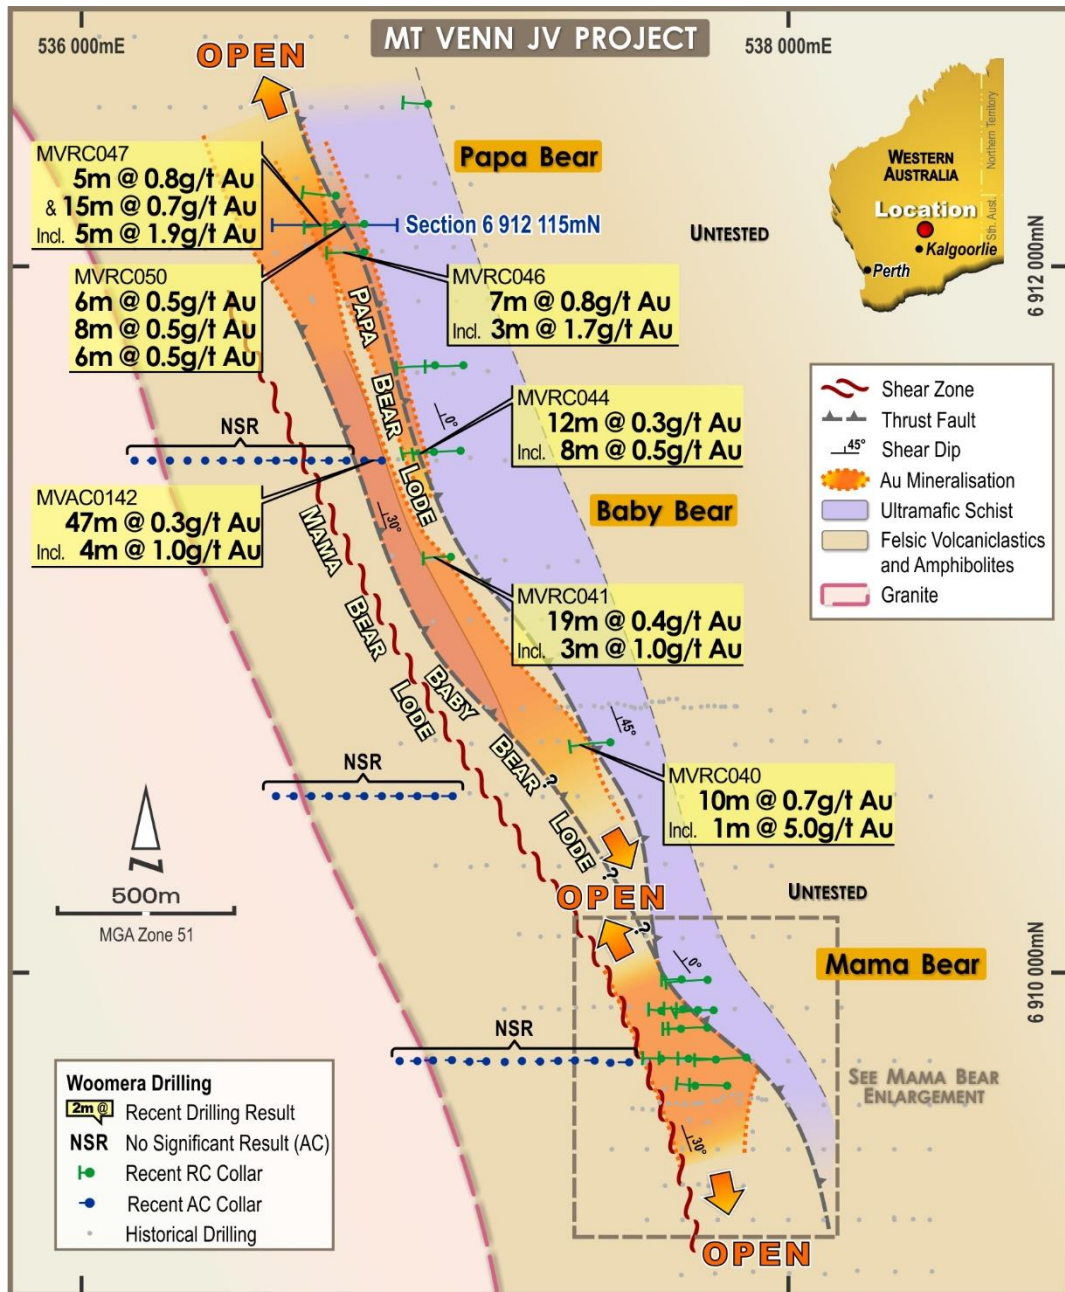 MT VENN JV PROJECT
536 000mE
538 000mE
OPEN
MVRC047
5m @ 0.8g/t Au
& 15m @ 0.7g/t Au
Incl. 5m @ 1.9g/t Au
Papa Bear
Section 6 912 115mN
UNTESTED
WESTERN
AUSTRALIA
Location
Kalgoorlie
Perth
Northern Territory
Sth. Aust.
6 912 000mN
MVRC050
6m @ 0.5g/t Au
8m @ 0.5g/t Au
6m @ 0.5g/t Au
MVRC046
7m @ 0.8g/t Au
Incl. 3m @ 1.7g/t Au
PAPA
BEAR
LODE
0°
MVRC044
12m @ 0.3g/t Au
Incl. 8m @ 0.5g/t Au
NSR
MVAC0142
47m @ 0.3g/t Au
Incl. 4m @ 1.0g/t Au
30°
Baby Bear
Shear Zone
Thrust Fault
45°
Shear Dip
Au Mineralisation
Ultramafic Schist
Felsic Volcaniclastics
and Amphibolites
Granite
MAMA
BEAR
LODE
MVRC041
19m @ 0.4g/t Au
Incl. 3m @ 1.0g/t Au
BABY
BEAR
?
LODE
?
45°
NSR
MVRC040
10m @ 0.7g/t Au
Incl. 1m @ 5.0g/t Au
N
500m
MGA Zone 51
OPEN
?
UNTESTED
Mama Bear
0°
6 910 000mN
NSR
SEE MAMA BEAR
ENLARGEMENT
30°
OPEN
Woomera Drilling
2m @
Recent Drilling Result
NSR No Significant Result (AC)
Recent RC Collar
Recent AC Collar
Historical Drilling